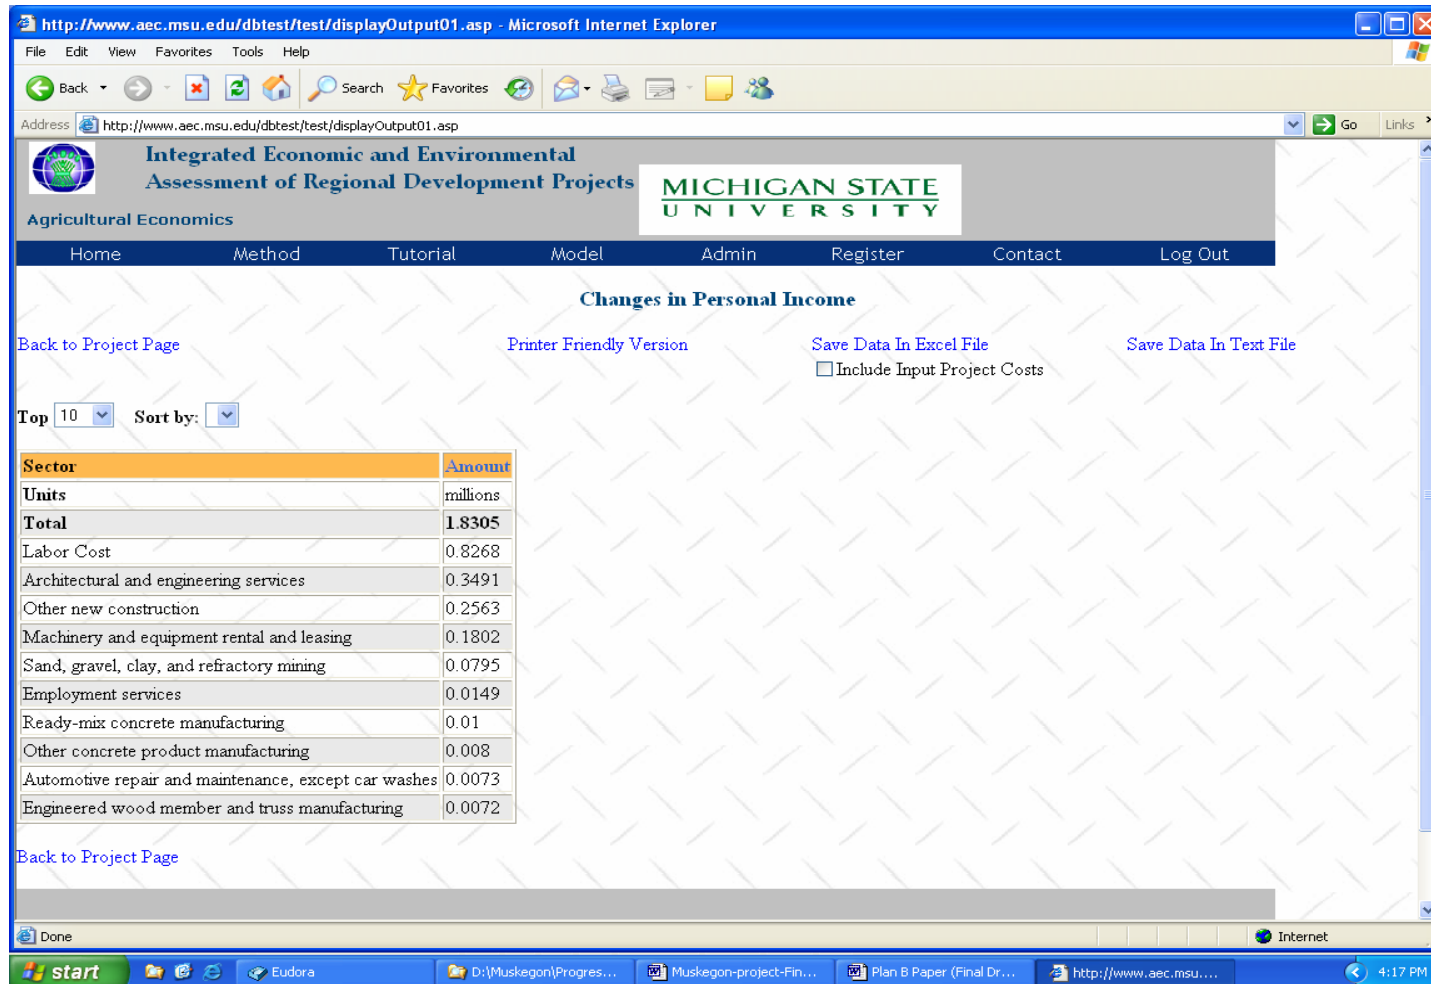 http://www.aec.msu.edu/dbtest/test/displayOutput01.asp - Microsoft Internet Explorer
File Edit View Favorites Tools Help
Back Search Favorites
Address http://www.aec.msu.edu/dbtest/test/displayOutput01.asp Go Links
Integrated Economic and Environmental
Assessment of Regional Development Projects
MICHIGAN STATE
UNIVERSITY
Agricultural Economics
Home Method Tutorial Model Admin Register Contact Log Out
Changes in Personal Income
Back to Project Page Printer Friendly Version Save Data In Excel File Save Data In Text File
Include Input Project Costs
Top 10 Sort by:
Sector Amount
Units millions
Total 1.8305
Labor Cost 0.8268
Architectural and engineering services 0.3491
Other new construction 0.2563
Machinery and equipment rental and leasing 0.1802
Sand, gravel, clay, and refractory mining 0.0795
Employment services 0.0149
Ready-mix concrete manufacturing 0.01
Other concrete product manufacturing 0.008
Automotive repair and maintenance, except car washes 0.0073
Engineered wood member and truss manufacturing 0.0072
Back to Project Page
Done Internet
start Eudora D:\Muskegon\Progres... Muskegon-project-Fin... Plan B Paper (Final Dr... http://www.aec.msu.... 4:17 PM